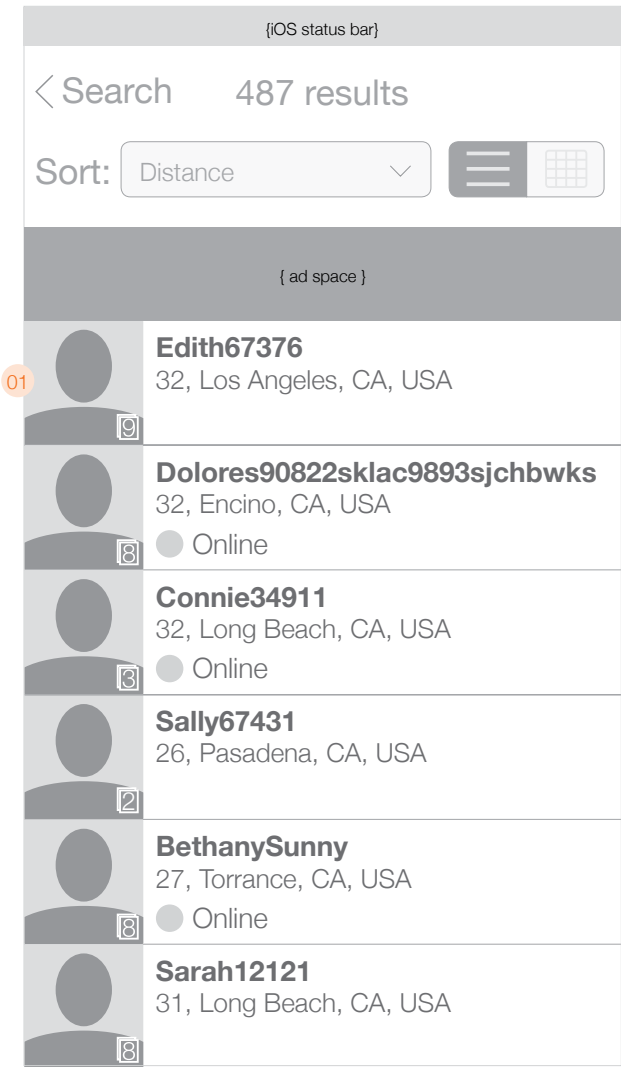 {iOS status bar}
Search 487 results
Sort: Distance
{ ad space }
01
Edith67376
32, Los Angeles, CA, USA
9
Dolores90822sklac9893sjchbwks
32, Encino, CA, USA
Online
8
Connie34911
32, Long Beach, CA, USA
Online
3
Sally67431
26, Pasadena, CA, USA
2
BethanySunny
27, Torrance, CA, USA
Online
8
Sarah12121
31, Long Beach, CA, USA
8